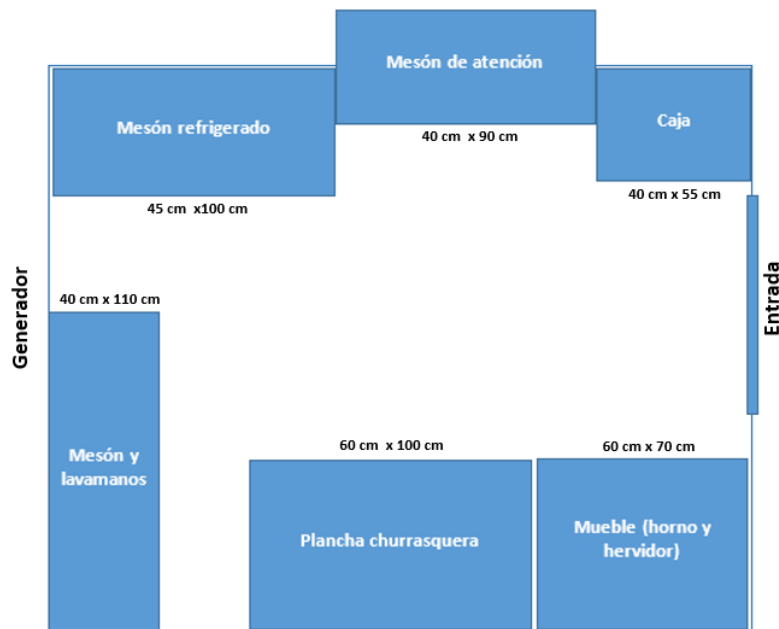 Mesón de atención
Mesón refrigerado
Caja
40 cm x 90 cm
45 cm x100 cm
40 cm x 55 cm
Generador
Entrada
40 cm x 110 cm
Mesón y
lavamanos
60 cm x 100 cm
60 cm x 70 cm
Plancha churrasquera
Mueble (horno y
hervidor)